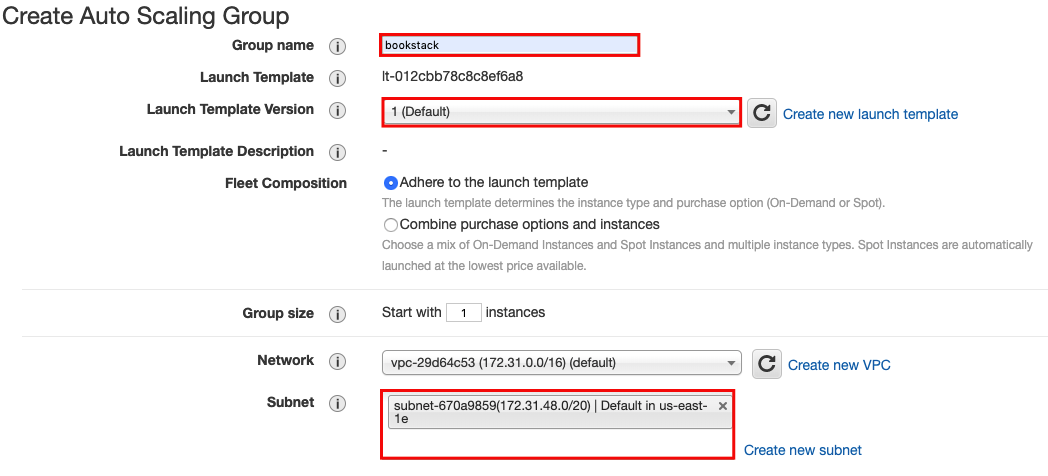 Create Auto Scaling Group
Group name i bookstack
Launch Template i lt-012cbb78c8c8ef6a8
Launch Template Version i 1 (Default) Create new launch template
Launch Template Description i -
Fleet Composition Adhere to the launch template
The launch template determines the instance type and purchase option (On-Demand or Spot).
Combine purchase options and instances
Choose a mix of On-Demand Instances and Spot Instances and multiple instance types. Spot Instances are automatically
launched at the lowest price available.
Group size i Start with 1 instances
Network i vpc-29d64c53 (172.31.0.0/16) (default) Create new VPC
Subnet i subnet-670a9859(172.31.48.0/20) | Default in us-east- ×
1e
Create new subnet